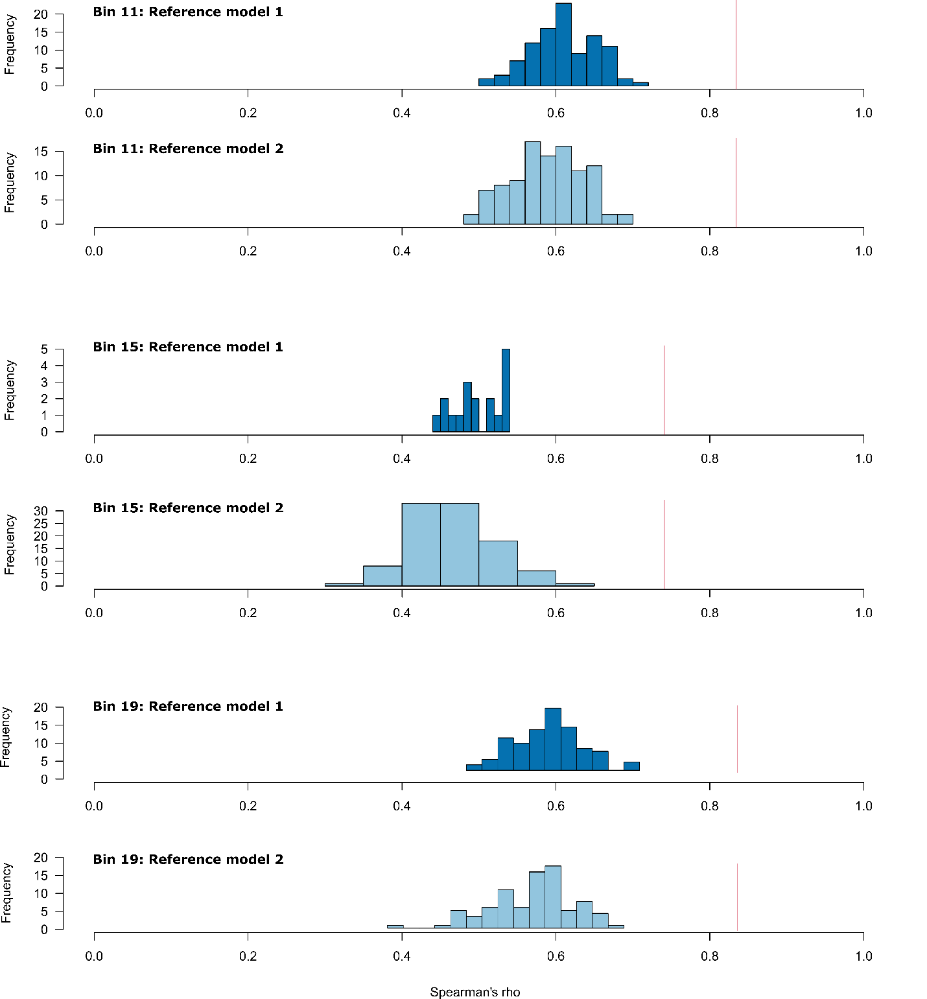 Bin 11: Reference model 1
Frequency
20
15
10
5
0
0.0 0.2 0.4 0.6 0.8 1.0
Bin 11: Reference model 2
Frequency
15
10
5
0
0.0 0.2 0.4 0.6 0.8 1.0
Bin 15: Reference model 1
Frequency
5
4
3
2
1
0
0.0 0.2 0.4 0.6 0.8 1.0
Bin 15: Reference model 2
Frequency
30
25
20
15
10
5
0
0.0 0.2 0.4 0.6 0.8 1.0
Bin 19: Reference model 1
Frequency
20
15
10
5
0
0.0 0.2 0.4 0.6 0.8 1.0
Bin 19: Reference model 2
Frequency
20
15
10
5
0
0.0 0.2 0.4 0.6 0.8 1.0
Spearman's rho